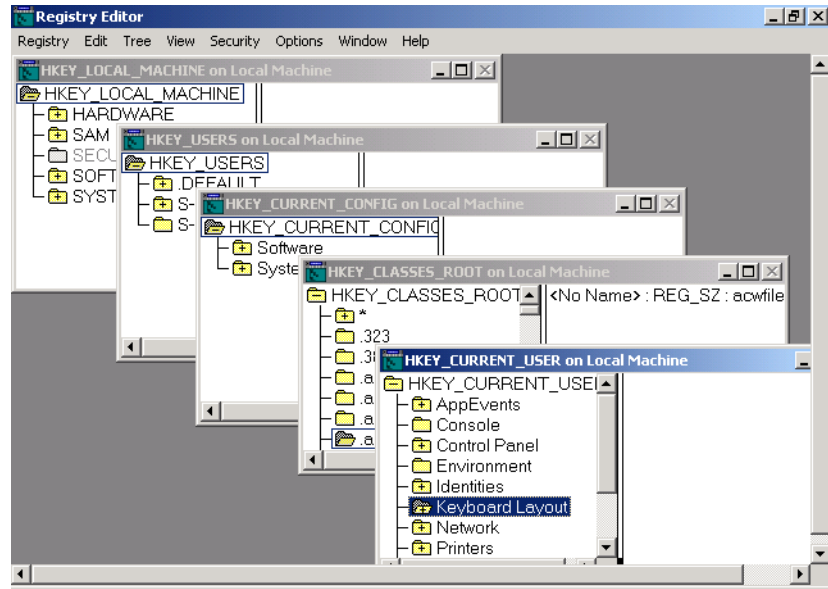 Registry Editor
Registry Edit Tree View Security Options Window Help
HKEY_LOCAL_MACHINE on Local Machine
HKEY_LOCAL_MACHINE
HARDWARE
SAM
SECU
SOFT
SYST
HKEY_USERS on Local Machine
HKEY_USERS
.DEFAULT
S-
S-
HKEY_CURRENT_CONFIG on Local Machine
HKEY_CURRENT_CONFIG
Software
Syste
HKEY_CLASSES_ROOT on Local Machine
HKEY_CLASSES_ROOT
<No Name> : REG_SZ : acwfile
*
.323
.38
.a
.a
.a
.a
HKEY_CURRENT_USER on Local Machine
HKEY_CURRENT_USE
AppEvents
Console
Control Panel
Environment
Identities
Keyboard Layout
Network
Printers